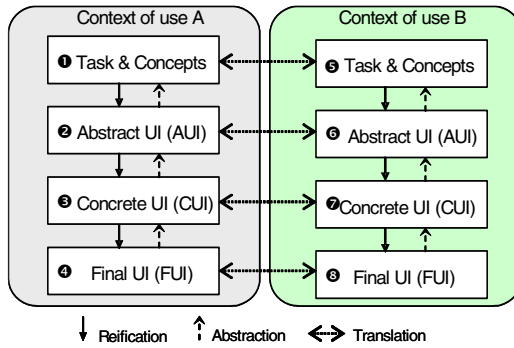 Context of use A
Context of use B
❶ Task & Concepts
❺ Task & Concepts
❷ Abstract UI (AUI)
❻ Abstract UI (AUI)
❸ Concrete UI (CUI)
❼Concrete UI (CUI)
❹ Final UI (FUI)
❽ Final UI (FUI)
Reification
Abstraction
Translation